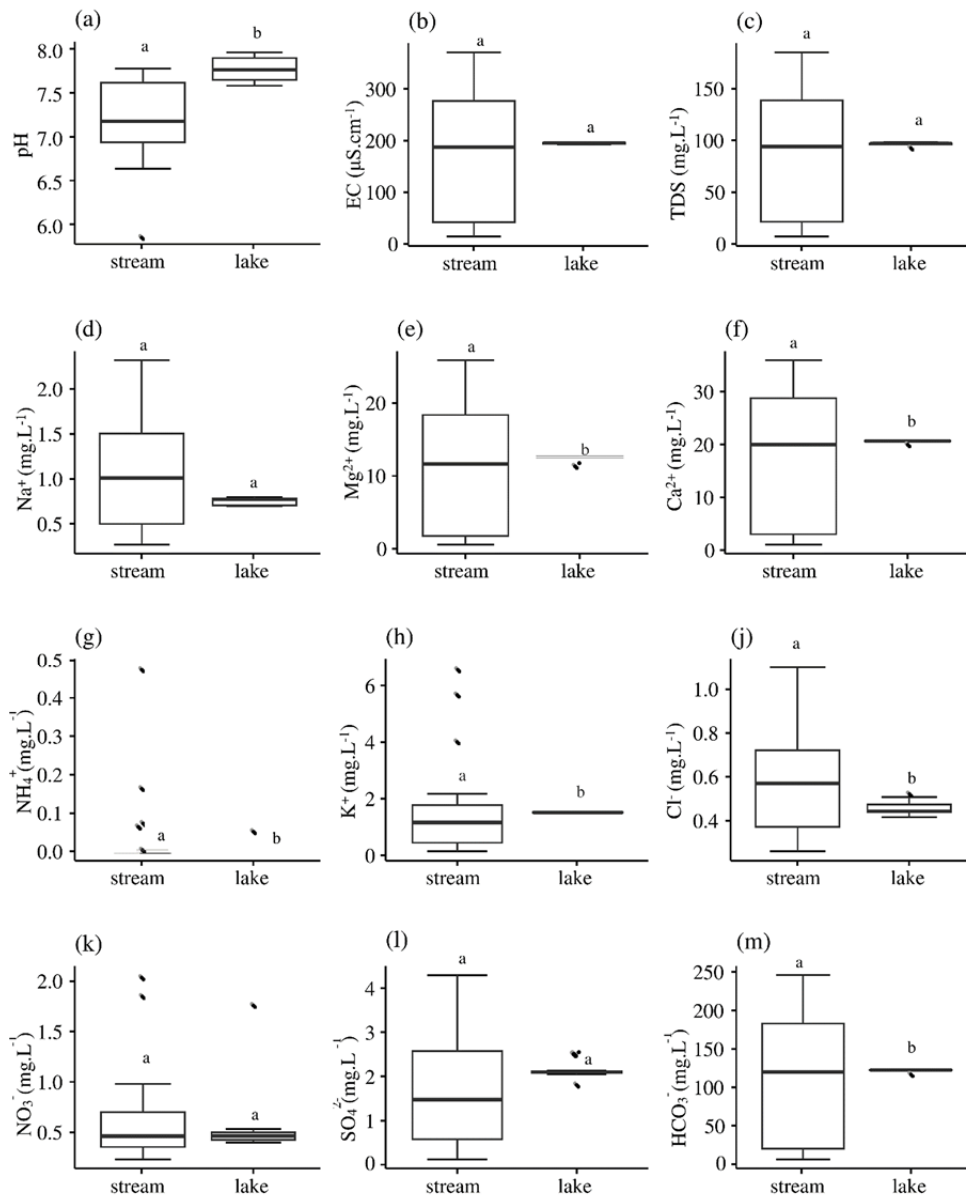 (a)
a
b
8.0
7.5
7.0
6.5
6.0
pH
stream lake
(b)
a
a
300
200
100
0
EC (µS.cm⁻¹)
stream lake
(c)
a
a
150
100
50
0
TDS (mg.L⁻¹)
stream lake
(d)
a
a
2.0
1.5
1.0
0.5
Na⁺ (mg.L⁻¹)
stream lake
(e)
a
b
20
10
0
Mg²⁺ (mg.L⁻¹)
stream lake
(f)
a
b
30
20
10
0
Ca²⁺ (mg.L⁻¹)
stream lake
(g)
0.5
0.4
0.3
0.2
0.1
0.0
a
b
NH₄⁺ (mg.L⁻¹)
stream lake
(h)
6
4
2
0
a
b
K⁺ (mg.L⁻¹)
stream lake
(j)
a
b
1.0
0.8
0.6
0.4
Cl⁻ (mg.L⁻¹)
stream lake
(k)
2.0
1.5
1.0
0.5
a
a
NO₃⁻ (mg.L⁻¹)
stream lake
(l)
a
a
4
3
2
1
0
SO₄²⁻ (mg.L⁻¹)
stream lake
(m)
a
b
250
200
150
100
50
0
HCO₃⁻ (mg.L⁻¹)
stream lake